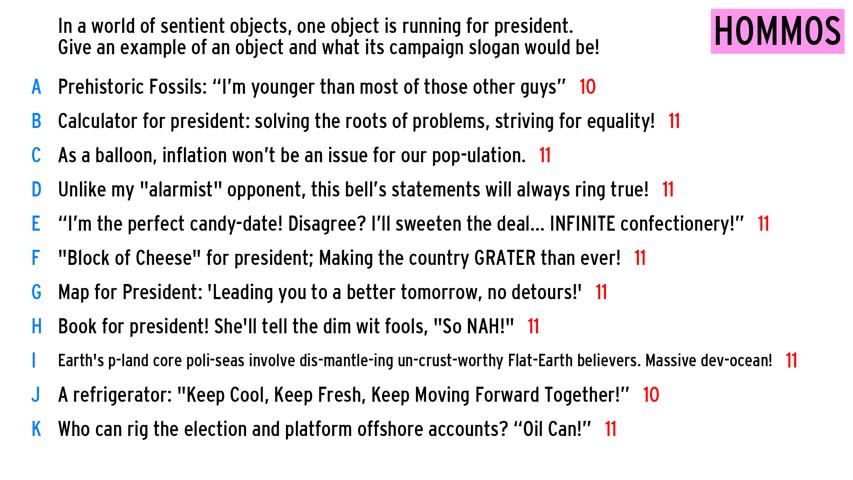 In a world of sentient objects, one object is running for president.
Give an example of an object and what its campaign slogan would be!
HOMMOS
A Prehistoric Fossils: “I’m younger than most of those other guys” 10
B Calculator for president: solving the roots of problems, striving for equality! 11
C As a balloon, inflation won’t be an issue for our pop-ulation. 11
D Unlike my "alarmist" opponent, this bell’s statements will always ring true! 11
E “I’m the perfect candy-date! Disagree? I’ll sweeten the deal... INFINITE confectionery!” 11
F "Block of Cheese" for president; Making the country GRATER than ever! 11
G Map for President: 'Leading you to a better tomorrow, no detours!' 11
H Book for president! She'll tell the dim wit fools, "So NAH!" 11
I Earth's p-land core poli-seas involve dis-mantle-ing un-crust-worthy Flat-Earth believers. Massive dev-ocean! 11
J A refrigerator: "Keep Cool, Keep Fresh, Keep Moving Forward Together!” 10
K Who can rig the election and platform offshore accounts? “Oil Can!” 11